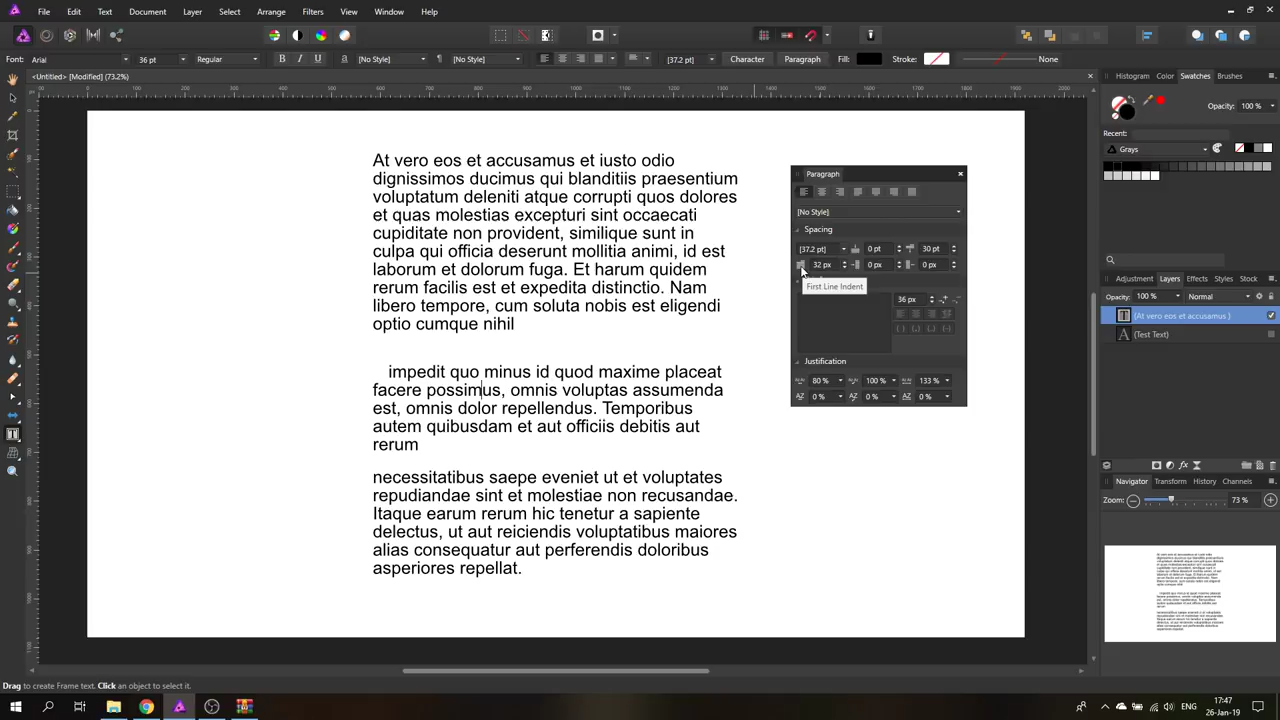 File Edit Text Document Layer Select Arrange Filters View Window Help
Font: Arial 36 pt Regular B I U a [No Style] ¶ [No Style] [37.2 pt] Character Paragraph Fill: Stroke: None
<Untitled> [Modified] (73.2%)
Histogram Color Swatches Brushes
Opacity: 100 %
Recent:
Grays
At vero eos et accusamus et iusto odio
dignissimos ducimus qui blanditiis praesentium
voluptatum deleniti atque corrupti quos dolores
et quas molestias excepturi sint occaecati
cupiditate non provident, similique sunt in
culpa qui officia deserunt mollitia animi, id est
laborum et dolorum fuga. Et harum quidem
rerum facilis est et expedita distinctio. Nam
libero tempore, cum soluta nobis est eligendi
optio cumque nihil
impedit quo minus id quod maxime placeat
facere possimus, omnis voluptas assumenda
est, omnis dolor repellendus. Temporibus
autem quibusdam et aut officiis debitis aut
rerum
necessitatibus saepe eveniet ut et voluptates
repudiandae sint et molestiae non recusandae.
Itaque earum rerum hic tenetur a sapiente
delectus, ut aut reiciendis voluptatibus maiores
alias consequatur aut perferendis doloribus
asperiores repellat.
Paragraph
[No Style]
Spacing
[37.2 pt] 0 pt 30 pt
32 px 0 px 0 px
First Line Indent
36 px
Justification
80 % 100 % 133 %
0 % 0 % 0 %
Adjustment Layers Effects Styles Stock
Opacity: 100 % Normal
(At vero eos et accusamus )
(Test Text)
Navigator Transform History Channels
Zoom: 73 %
Drag to create Frame text. Click an object to select it.
17:47
26-Jan-19